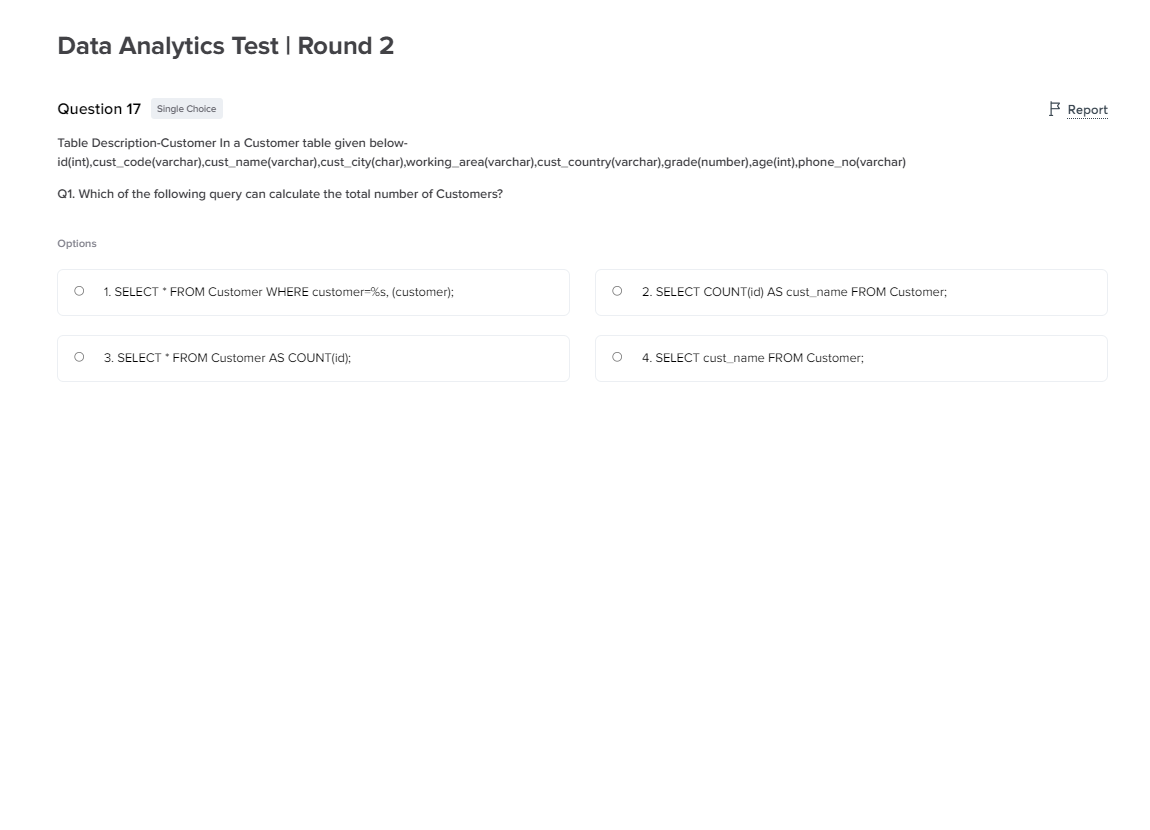 Data Analytics Test | Round 2
Question 17 Single Choice Report
Table Description-Customer In a Customer table given below-
id(int),cust_code(varchar),cust_name(varchar),cust_city(char),working_area(varchar),cust_country(varchar),grade(number),age(int),phone_no(varchar)
Q1. Which of the following query can calculate the total number of Customers?
Options
1. SELECT * FROM Customer WHERE customer=%s, (customer);
2. SELECT COUNT(id) AS cust_name FROM Customer;
3. SELECT * FROM Customer AS COUNT(id);
4. SELECT cust_name FROM Customer;